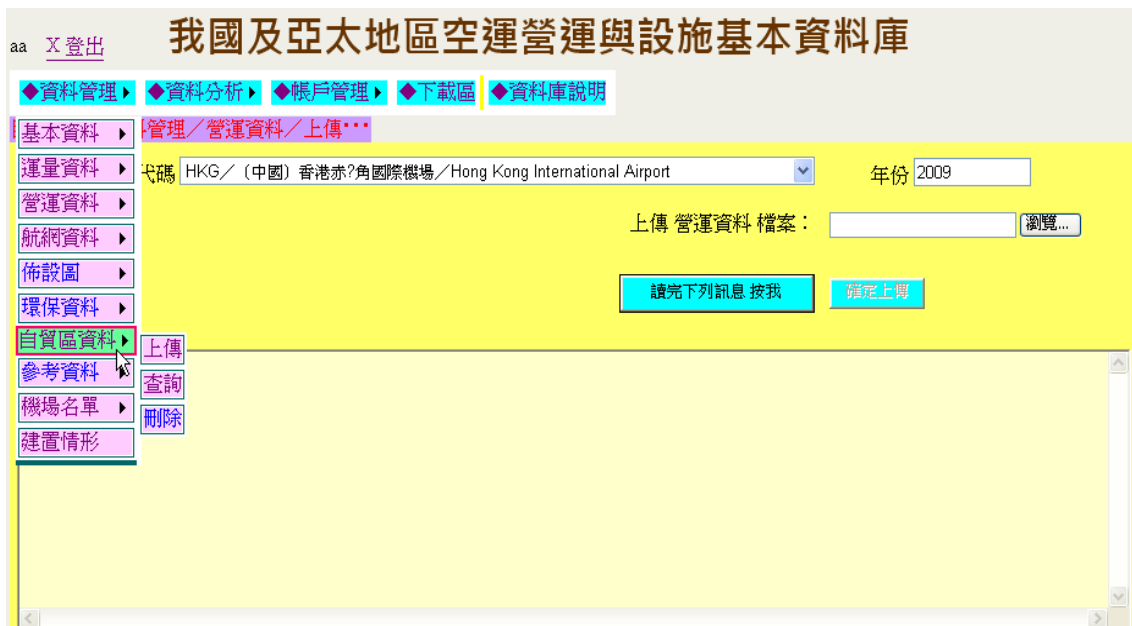 aa X 登出 我國及亞太地區空運營運與設施基本資料庫
◆資料管理 ◆資料分析 ◆帳戶管理 ◆下載區 ◆資料庫說明
管理／營運資料／上傳
基本資料
運量資料
代碼 HKG／（中國）香港赤?角國際機場／Hong Kong International Airport 年份 2009
營運資料
上傳 營運資料 檔案： 瀏覽...
航網資料
佈設圖
讀完下列訊息 按我 確定上傳
環保資料
自貿區資料
上傳
參考資料
查詢
機場名單
刪除
建置情形